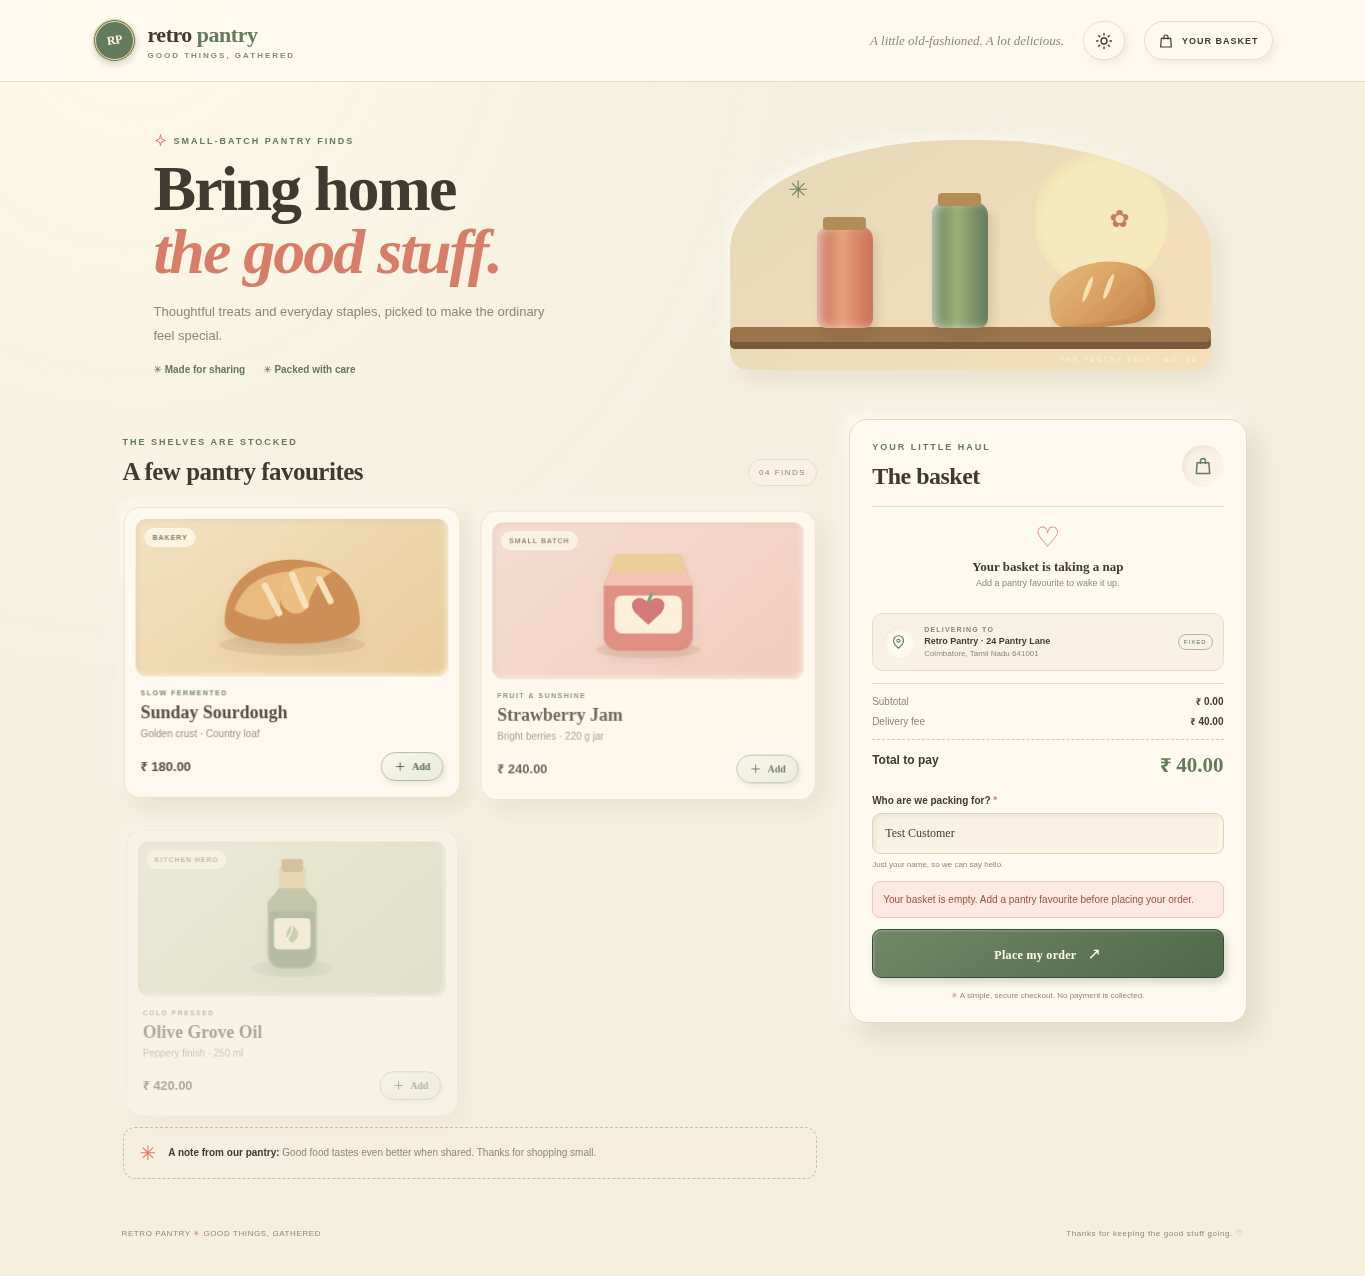 RP
retro pantry
GOOD THINGS, GATHERED
A little old-fashioned. A lot delicious.
YOUR BASKET
SMALL-BATCH PANTRY FINDS
Bring home
the good stuff.
Thoughtful treats and everyday staples, picked to make the ordinary
feel special.
✳ Made for sharing ✳ Packed with care
THE PANTRY EDIT
THE SHELVES ARE STOCKED
A few pantry favourites
04 FINDS
BAKERY
SLOW FERMENTED
Sunday Sourdough
Golden crust · Country loaf
₹ 180.00
+ Add
SMALL BATCH
FRUIT & SUNSHINE
Strawberry Jam
Bright berries · 220 g jar
₹ 240.00
+ Add
KITCHEN HERO
COLD PRESSED
Olive Grove Oil
Peppery finish · 250 ml
₹ 420.00
+ Add
✳ A note from our pantry: Good food tastes even better when shared. Thanks for shopping small.
YOUR LITTLE HAUL
The basket
♡
Your basket is taking a nap
Add a pantry favourite to wake it up.
DELIVERING TO
Retro Pantry · 24 Pantry Lane
Coimbatore, Tamil Nadu 641001
FIXED
Subtotal ₹ 0.00
Delivery fee ₹ 40.00
Total to pay ₹ 40.00
Who are we packing for? *
Test Customer
Just your name, so we can say hello.
Your basket is empty. Add a pantry favourite before placing your order.
Place my order ↗
✳ A simple, secure checkout. No payment is collected.
RETRO PANTRY ✳ GOOD THINGS, GATHERED
Thanks for keeping the good stuff going. ♡